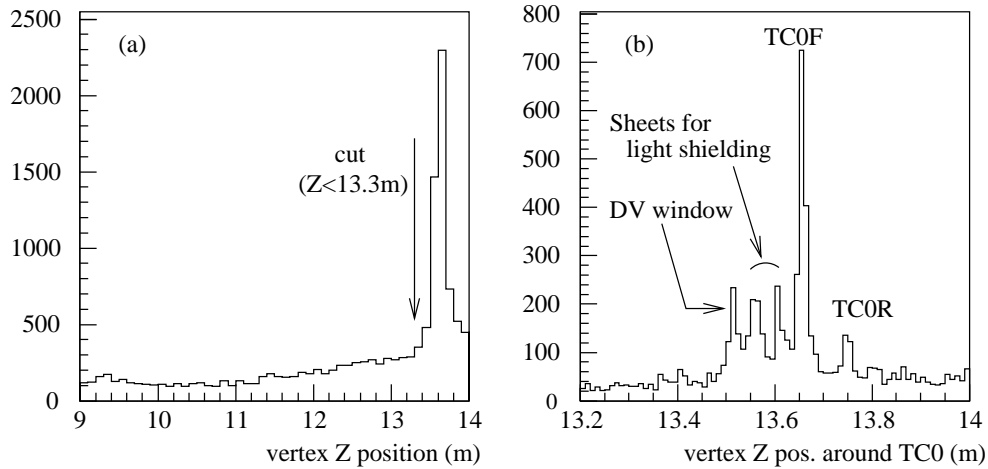 (a)
2500
2000
1500
1000
500
0
cut
(Z<13.3m)
9
10
11
12
13
14
vertex Z position (m)
(b)
800
700
600
500
400
300
200
100
0
TC0F
Sheets for
light shielding
DV window
TC0R
13.2
13.4
13.6
13.8
14
vertex Z pos. around TC0 (m)